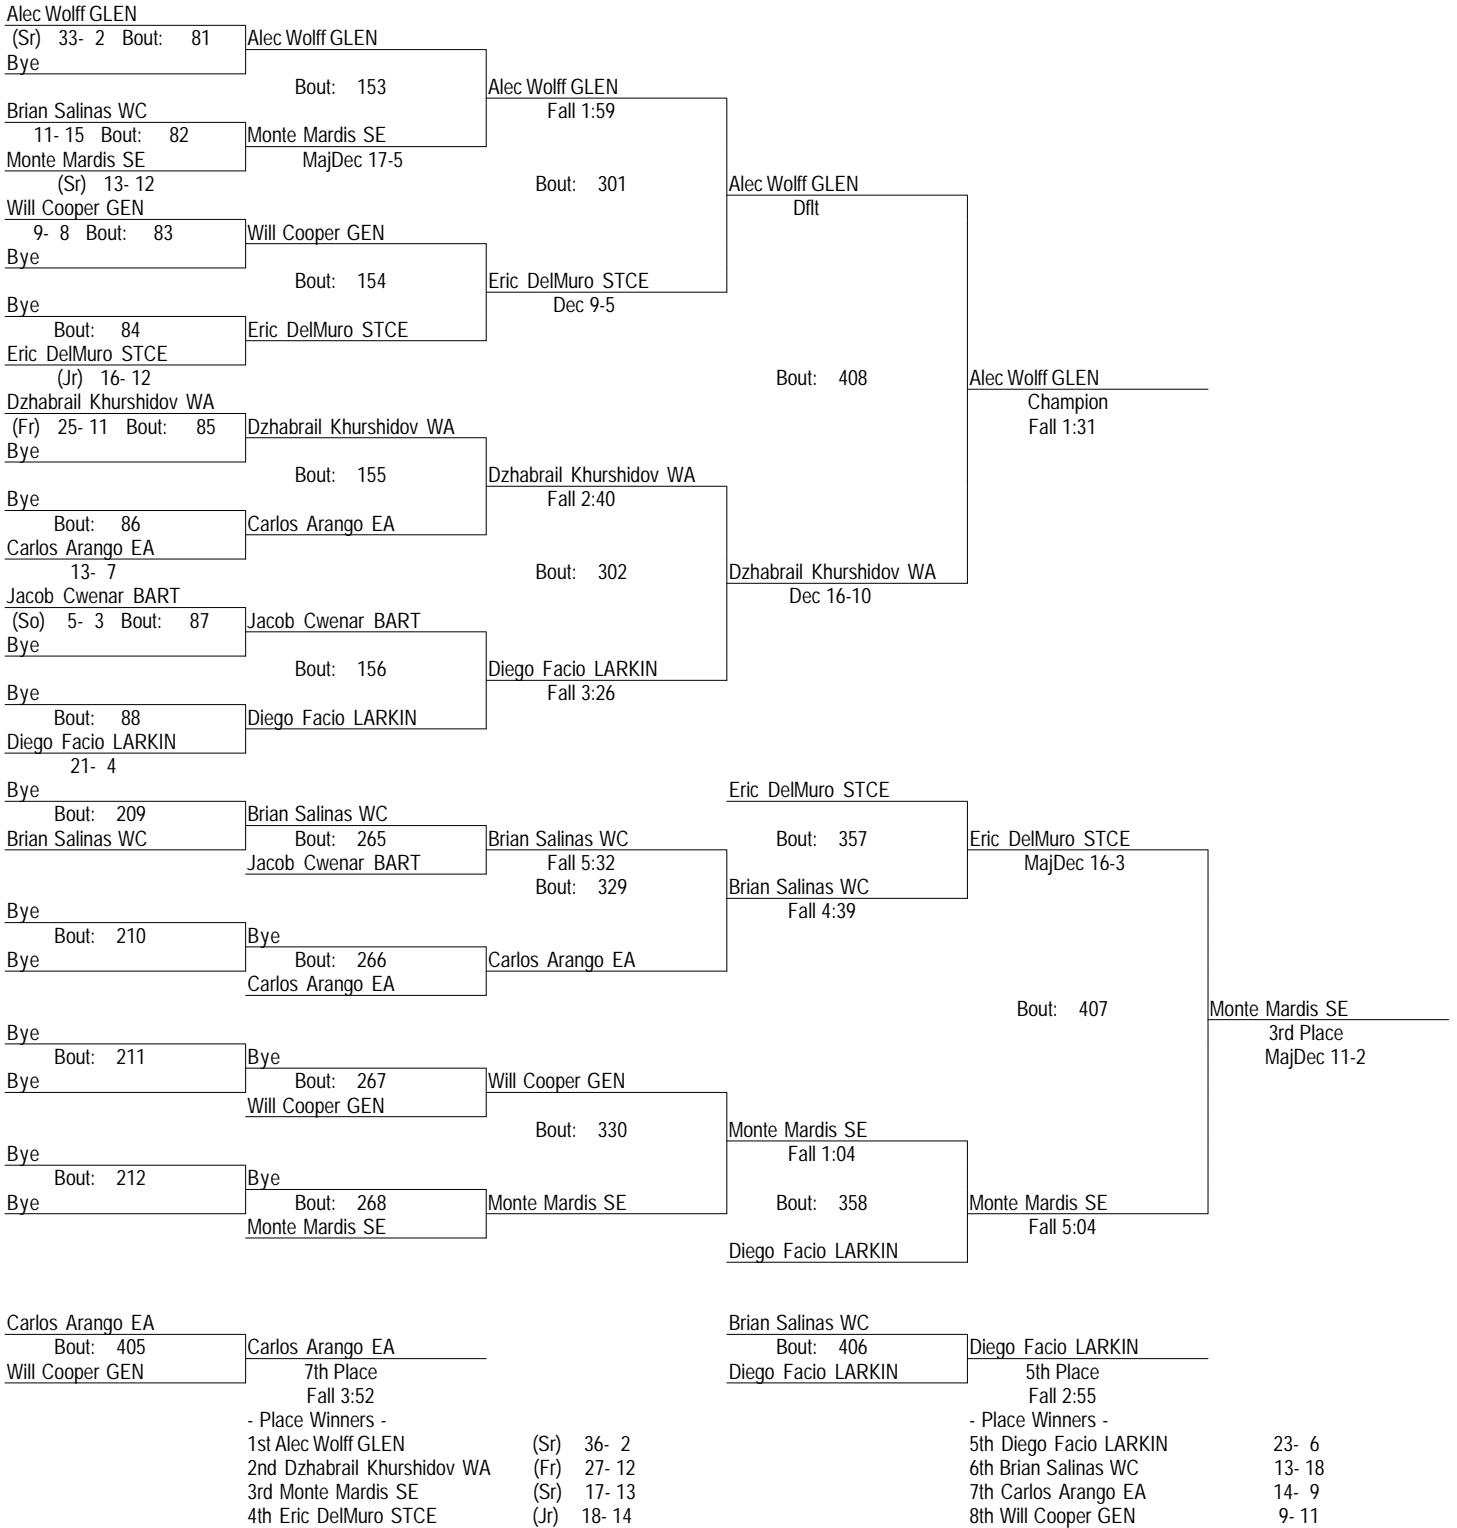 Alec Wolff GLEN
(Sr) 33- 2 Bout: 81 Alec Wolff GLEN
Bye
Bout: 153 Alec Wolff GLEN
Brian Salinas WC Fall 1:59
11- 15 Bout: 82 Monte Mardis SE
Monte Mardis SE MajDec 17-5
(Sr) 13- 12 Bout: 301 Alec Wolff GLEN
Will Cooper GEN Dflt
9- 8 Bout: 83 Will Cooper GEN
Bye
Bout: 154 Eric DelMuro STCE
Bye Dec 9-5
Bout: 84 Eric DelMuro STCE
Eric DelMuro STCE
(Jr) 16- 12 Bout: 408 Alec Wolff GLEN
Dzhabrail Khurshidov WA Champion
(Fr) 25- 11 Bout: 85 Dzhabrail Khurshidov WA Fall 1:31
Bye
Bout: 155 Dzhabrail Khurshidov WA
Bye Fall 2:40
Bout: 86 Carlos Arango EA
Carlos Arango EA
13- 7 Bout: 302 Dzhabrail Khurshidov WA
Jacob Cwenar BART Dec 16-10
(So) 5- 3 Bout: 87 Jacob Cwenar BART
Bye
Bout: 156 Diego Facio LARKIN
Bye Fall 3:26
Bout: 88 Diego Facio LARKIN
Diego Facio LARKIN
21- 4
Bye Eric DelMuro STCE
Bout: 209 Brian Salinas WC
Brian Salinas WC Bout: 265 Brian Salinas WC Bout: 357 Eric DelMuro STCE
Jacob Cwenar BART Fall 5:32 MajDec 16-3
Bout: 329 Brian Salinas WC
Bye Fall 4:39
Bout: 210 Bye
Bye Bout: 266 Carlos Arango EA
Carlos Arango EA
Bout: 407 Monte Mardis SE
Bye 3rd Place
Bout: 211 Bye MajDec 11-2
Bye Bout: 267 Will Cooper GEN
Will Cooper GEN
Bout: 330 Monte Mardis SE
Bye Fall 1:04
Bout: 212 Bye
Bye Bout: 268 Monte Mardis SE Bout: 358 Monte Mardis SE
Monte Mardis SE Fall 5:04
Diego Facio LARKIN
Carlos Arango EA Brian Salinas WC
Bout: 405 Carlos Arango EA Bout: 406 Diego Facio LARKIN
Will Cooper GEN 7th Place Diego Facio LARKIN 5th Place
Fall 3:52 Fall 2:55
- Place Winners - - Place Winners -
1st Alec Wolff GLEN (Sr) 36- 2 5th Diego Facio LARKIN 23- 6
2nd Dzhabrail Khurshidov WA (Fr) 27- 12 6th Brian Salinas WC 13- 18
3rd Monte Mardis SE (Sr) 17- 13 7th Carlos Arango EA 14- 9
4th Eric DelMuro STCE (Jr) 18- 14 8th Will Cooper GEN 9- 11